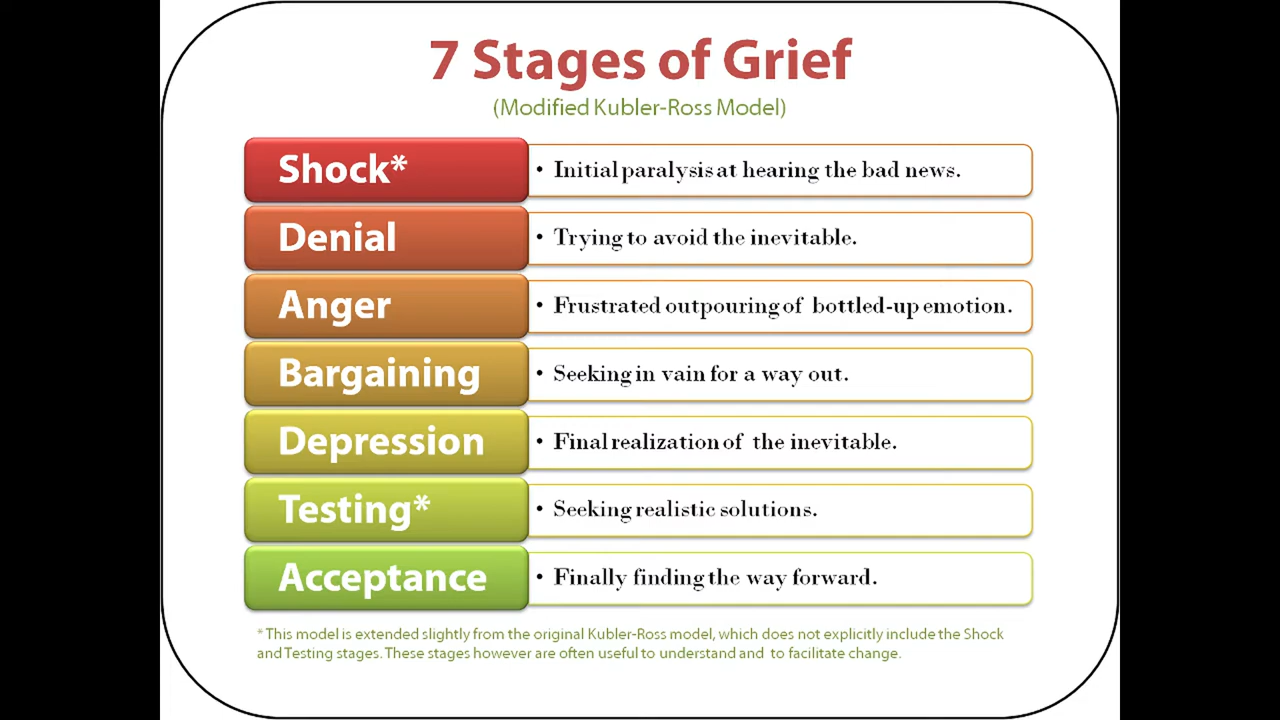 7 Stages of Grief
(Modified Kubler-Ross Model)
Shock*
• Initial paralysis at hearing the bad news.
Denial
• Trying to avoid the inevitable.
Anger
• Frustrated outpouring of bottled-up emotion.
Bargaining
• Seeking in vain for a way out.
Depression
• Final realization of the inevitable.
Testing*
• Seeking realistic solutions.
Acceptance
• Finally finding the way forward.
* This model is extended slightly from the original Kubler-Ross model, which does not explicitly include the Shock
and Testing stages. These stages however are often useful to understand and to facilitate change.